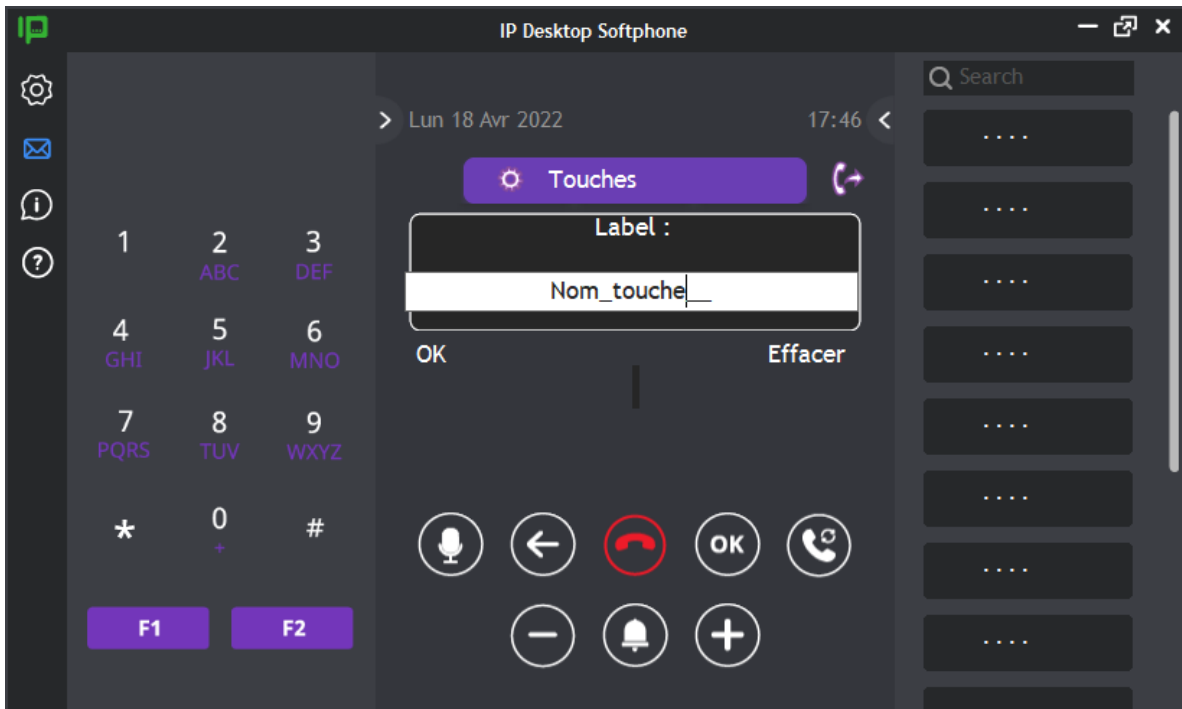 IP Desktop Softphone
Search
Lun 18 Avr 2022 17:46
Touches
Label :
Nom_touche__
OK Effacer
1 2 3
ABC DEF
4 5 6
GHI JKL MNO
7 8 9
PQRS TUV WXYZ
* 0 #
+
F1 F2
OK
....
....
....
....
....
....
....
....